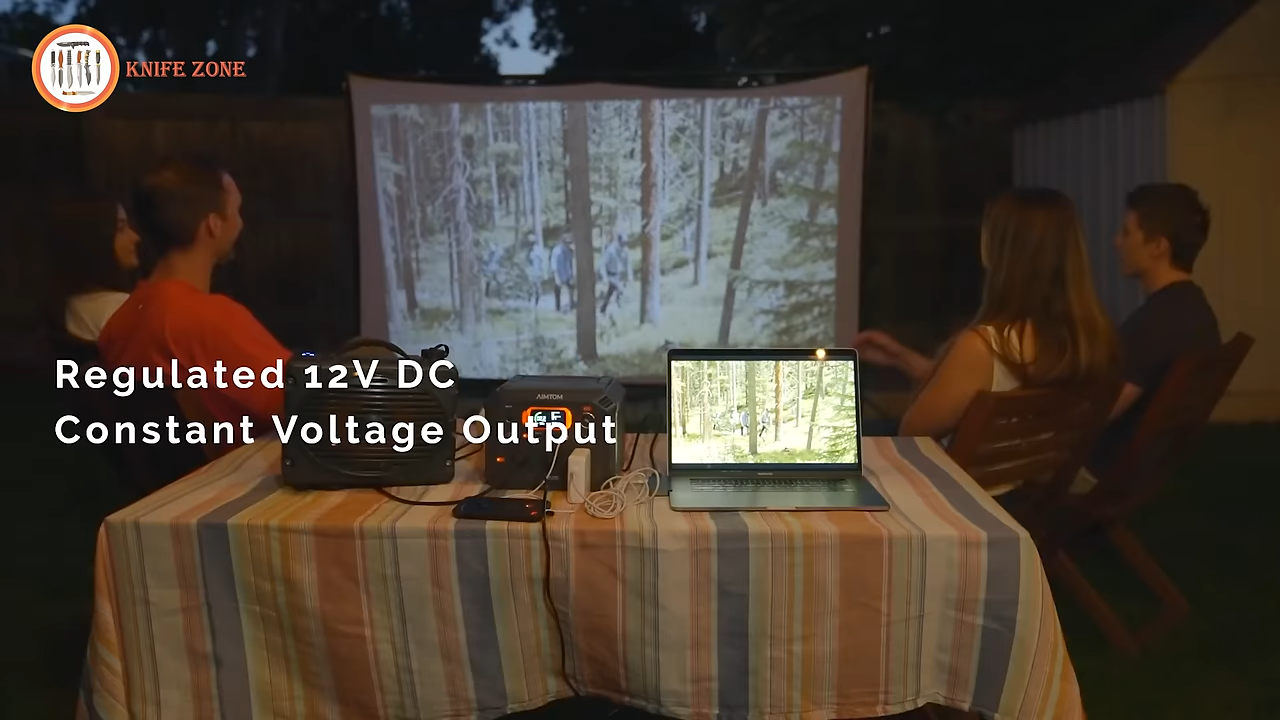 KNIFE ZONE
Regulated 12V DC
Constant Voltage Output
AIMTOM